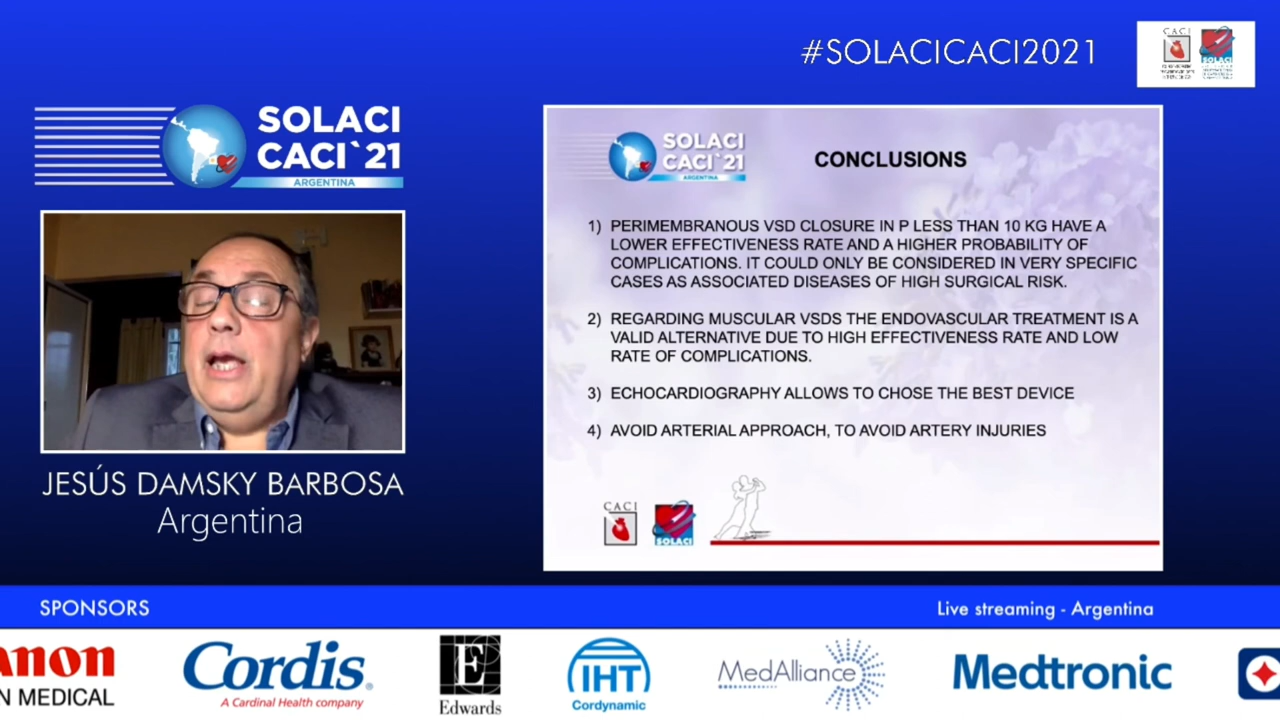 #SOLACICACI2021
CACI
SOLACI
SOLACI
CACI`21
ARGENTINA
JESÚS DAMSKY BARBOSA
Argentina
SOLACI
CACI`21
ARGENTINA
CONCLUSIONS
1) PERIMEMBRANOUS VSD CLOSURE IN P LESS THAN 10 KG HAVE A
LOWER EFFECTIVENESS RATE AND A HIGHER PROBABILITY OF
COMPLICATIONS. IT COULD ONLY BE CONSIDERED IN VERY SPECIFIC
CASES AS ASSOCIATED DISEASES OF HIGH SURGICAL RISK.
2) REGARDING MUSCULAR VSDS THE ENDOVASCULAR TREATMENT IS A
VALID ALTERNATIVE DUE TO HIGH EFFECTIVENESS RATE AND LOW
RATE OF COMPLICATIONS.
3) ECHOCARDIOGRAPHY ALLOWS TO CHOSE THE BEST DEVICE
4) AVOID ARTERIAL APPROACH, TO AVOID ARTERY INJURIES
CACI
SOLACI
SPONSORS
Live streaming - Argentina
anon
N MEDICAL
Cordis®
A Cardinal Health company
E
Edwards
IHT
Cordynamic
MedAlliance
Medtronic